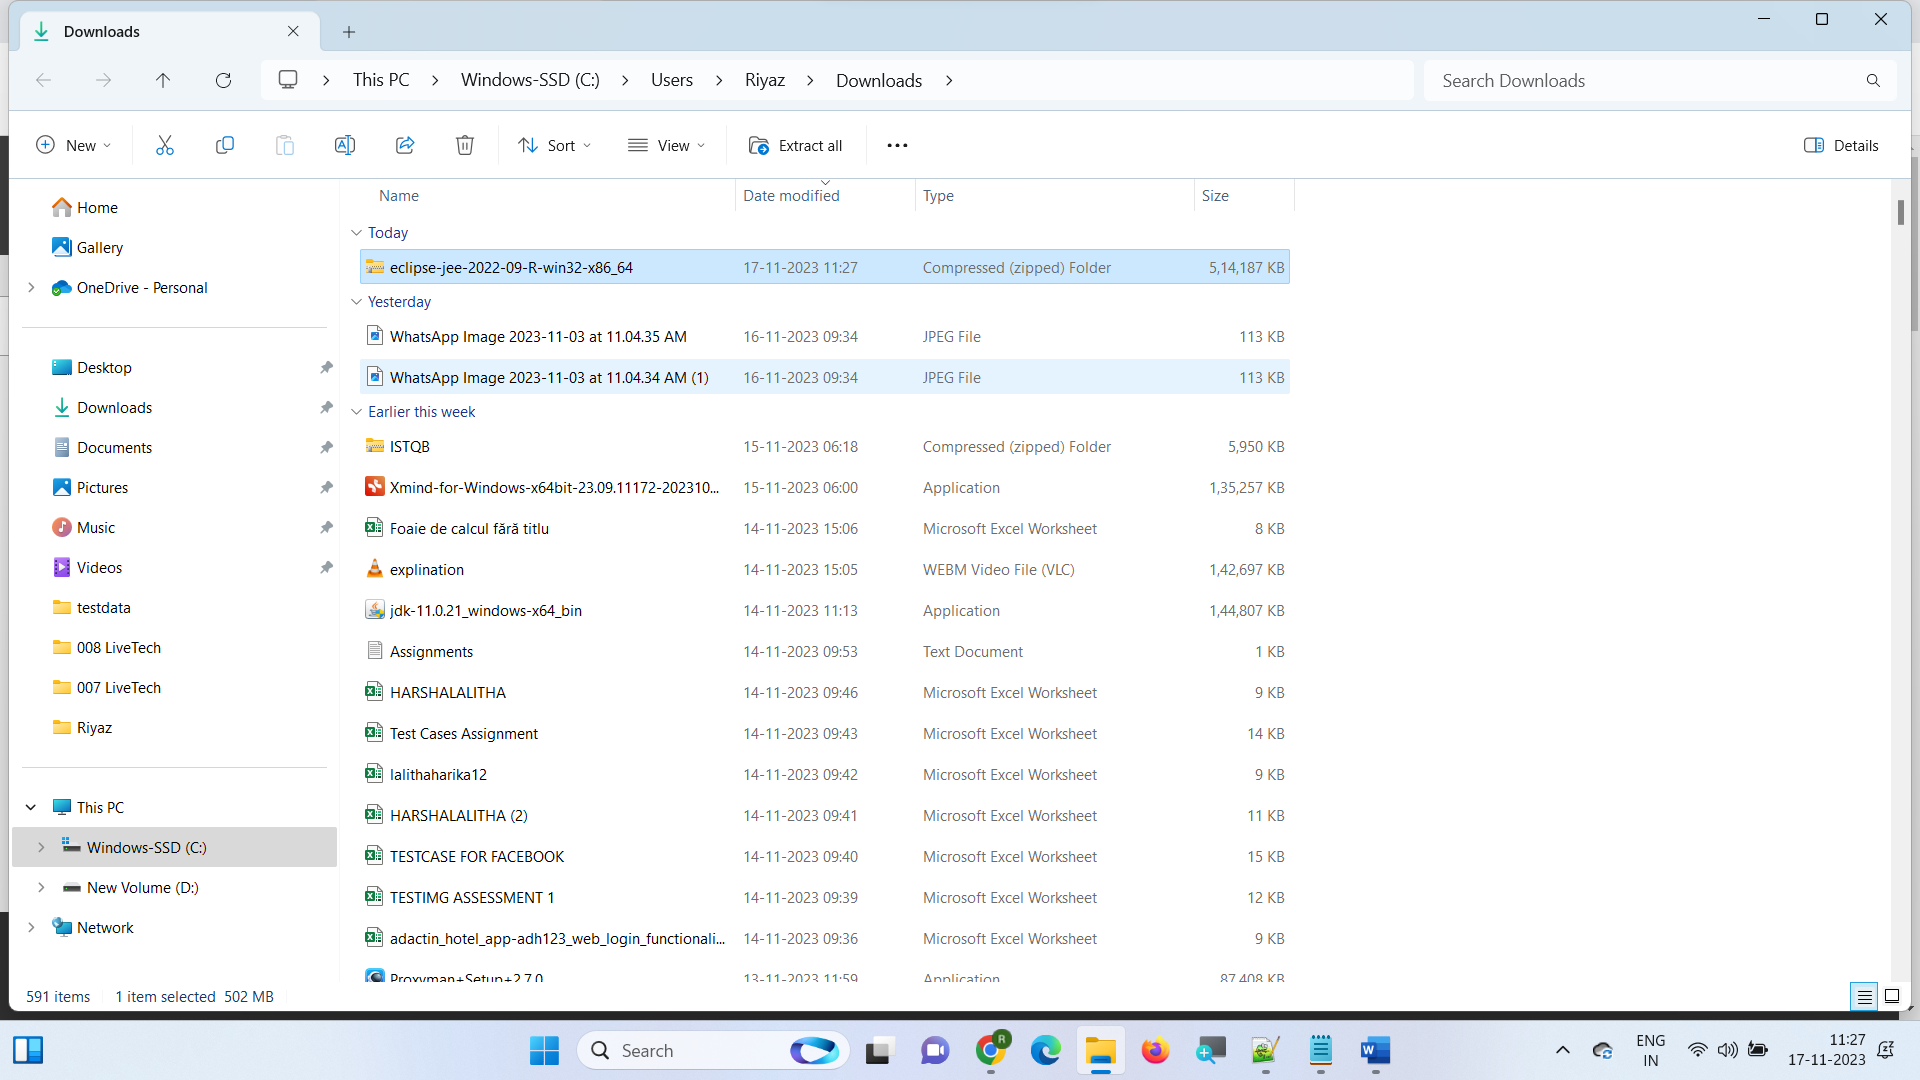 Downloads
This PC > Windows-SSD (C:) > Users > Riyaz > Downloads >
Search Downloads
New
Sort
View
Extract all
Details
Home
Gallery
OneDrive - Personal
Desktop
Downloads
Documents
Pictures
Music
Videos
testdata
008 LiveTech
007 LiveTech
Riyaz
This PC
Windows-SSD (C:)
New Volume (D:)
Network
Name Date modified Type Size
Today
eclipse-jee-2022-09-R-win32-x86_64 17-11-2023 11:27 Compressed (zipped) Folder 5,14,187 KB
Yesterday
WhatsApp Image 2023-11-03 at 11.04.35 AM 16-11-2023 09:34 JPEG File 113 KB
WhatsApp Image 2023-11-03 at 11.04.34 AM (1) 16-11-2023 09:34 JPEG File 113 KB
Earlier this week
ISTQB 15-11-2023 06:18 Compressed (zipped) Folder 5,950 KB
Xmind-for-Windows-x64bit-23.09.11172-202310... 15-11-2023 06:00 Application 1,35,257 KB
Foaie de calcul fără titlu 14-11-2023 15:06 Microsoft Excel Worksheet 8 KB
explination 14-11-2023 15:05 WEBM Video File (VLC) 1,42,697 KB
jdk-11.0.21_windows-x64_bin 14-11-2023 11:13 Application 1,44,807 KB
Assignments 14-11-2023 09:53 Text Document 1 KB
HARSHALALITHA 14-11-2023 09:46 Microsoft Excel Worksheet 9 KB
Test Cases Assignment 14-11-2023 09:43 Microsoft Excel Worksheet 14 KB
lalithaharika12 14-11-2023 09:42 Microsoft Excel Worksheet 9 KB
HARSHALALITHA (2) 14-11-2023 09:41 Microsoft Excel Worksheet 11 KB
TESTCASE FOR FACEBOOK 14-11-2023 09:40 Microsoft Excel Worksheet 15 KB
TESTIMG ASSESSMENT 1 14-11-2023 09:39 Microsoft Excel Worksheet 12 KB
adactin_hotel_app-adh123_web_login_functionali... 14-11-2023 09:36 Microsoft Excel Worksheet 9 KB
Proxyman+Setup+2.7.0 13-11-2023 11:59 Application 87,408 KB
591 items 1 item selected 502 MB
Search
R
ENG
IN
11:27
17-11-2023